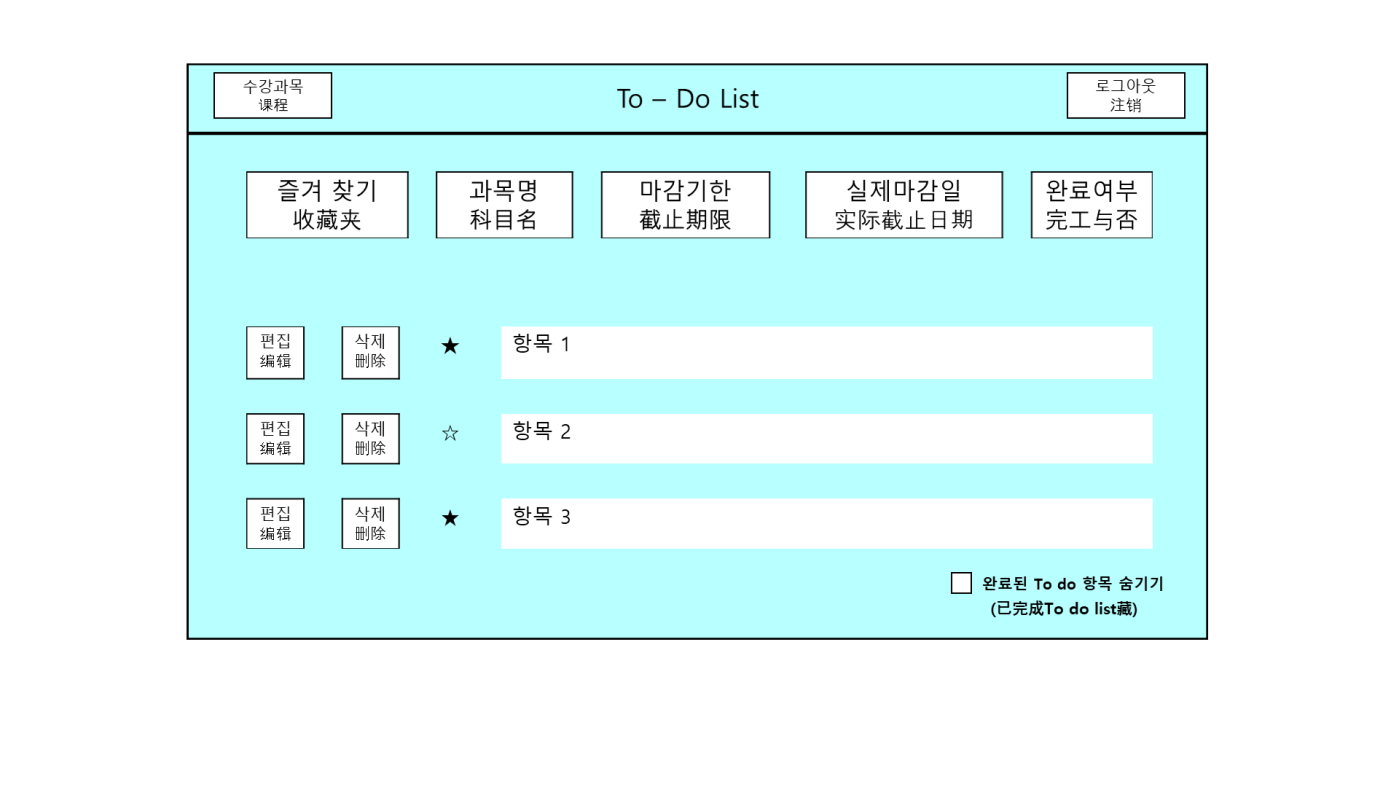 수강과목
课程
To – Do List
로그아웃
注销
즐겨 찾기
收藏夹
과목명
科目名
마감기한
截止期限
실제마감일
实际截止日期
완료여부
完工与否
편집
编辑
삭제
删除
★
항목 1
편집
编辑
삭제
删除
☆
항목 2
편집
编辑
삭제
删除
★
항목 3
완료된 To do 항목 숨기기
(已完成To do list藏)